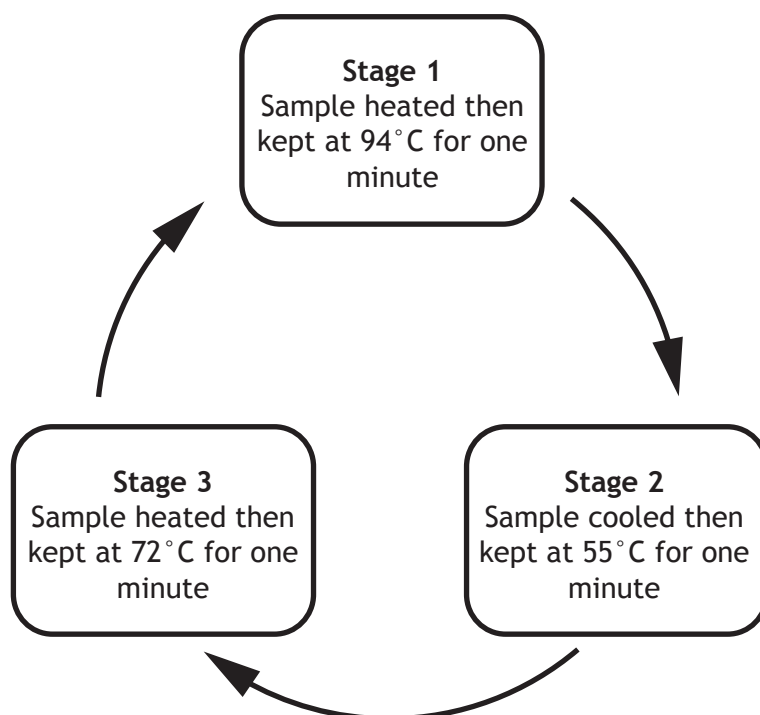 Stage 1
Sample heated then
kept at 94°C for one
minute
Stage 2
Sample cooled then
kept at 55°C for one
minute
Stage 3
Sample heated then
kept at 72°C for one
minute